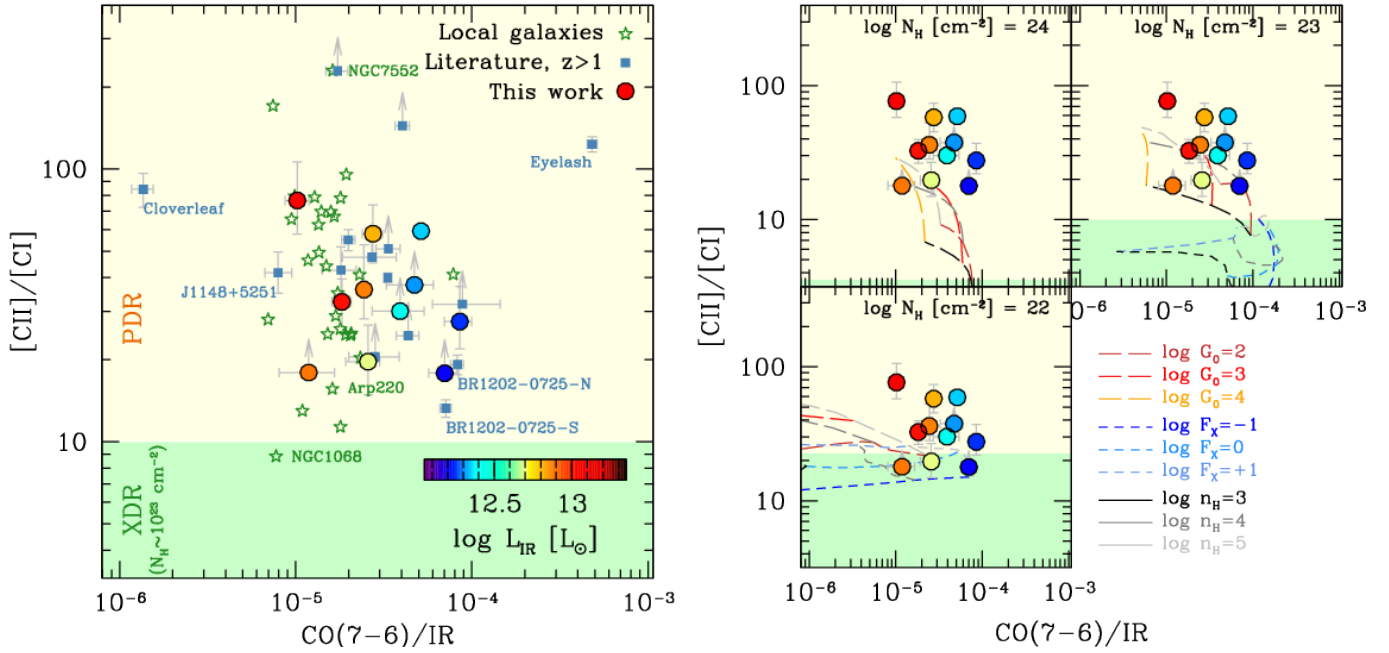 Local galaxies
Literature, z>1
This work
NGC7552
Eyelash
Cloverleaf
J1148+5251
Arp220
BR1202-0725-N
BR1202-0725-S
NGC1068
PDR
XDR
(N_H~10^23 cm^-2)
12.5
13
log L_IR [L_⊙]
100
10
[CII]/[CI]
10^-6
10^-5
10^-4
10^-3
CO(7-6)/IR
log N_H [cm^-2] = 24
log N_H [cm^-2] = 23
100
10
[CII]/[CI]
10^-6
10^-5
10^-4
10^-3
log N_H [cm^-2] = 22
100
10
10^-6
10^-5
10^-4
10^-3
CO(7-6)/IR
log G_0=2
log G_0=3
log G_0=4
log F_X=-1
log F_X=0
log F_X=+1
log n_H=3
log n_H=4
log n_H=5